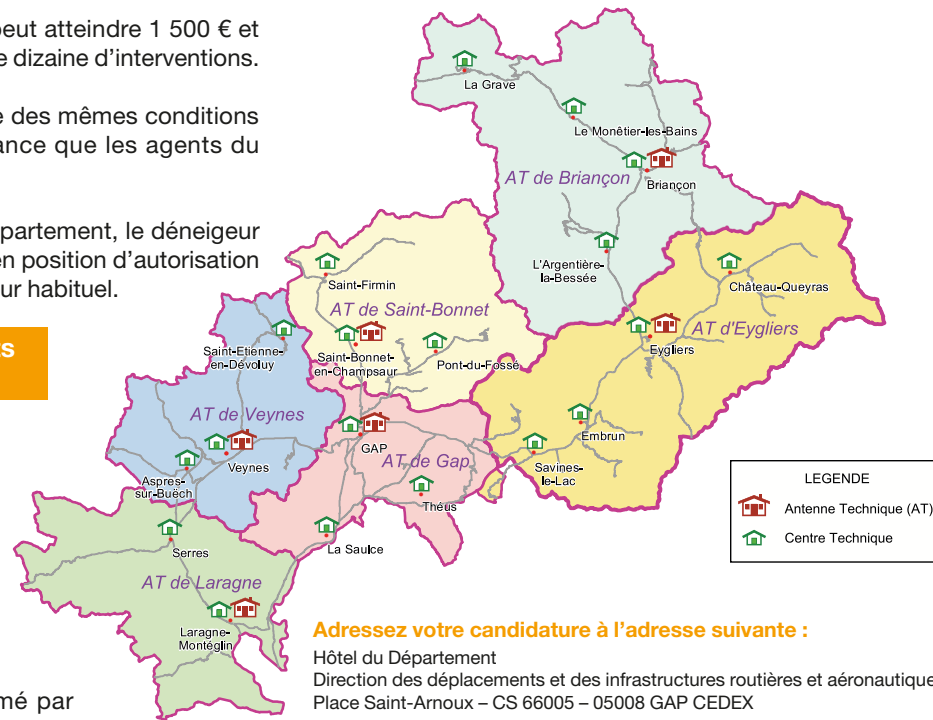 peut atteindre 1 500 € et
dizaine d'interventions.
des mêmes conditions
que les agents du
le déneigeur
en position d'autorisation
habituel.
La Grave
Le Monêtier-les-Bains
AT de Briançon
Briançon
L'Argentière-
la-Bessée
Château-Queyras
Saint-Firmin
AT de Saint-Bonnet
AT d'Eygliers
Eygliers
Saint-Etienne-
en-Dévoluy
Saint-Bonnet-
en-Champsaur
Pont-du-Fossé
AT de Veynes
Veynes
GAP
AT de Gap
Embrun
Savines-
le-Lac
Aspres-
sur-Buëch
Théus
La Saulce
Serres
AT de Laragne
Laragne-
Montéglin
LEGENDE
Antenne Technique (AT)
Centre Technique
Adressez votre candidature à l'adresse suivante :
Hôtel du Département
Direction des déplacements et des infrastructures routières et aéronautique
Place Saint-Arnoux – CS 66005 – 05008 GAP CEDEX
par